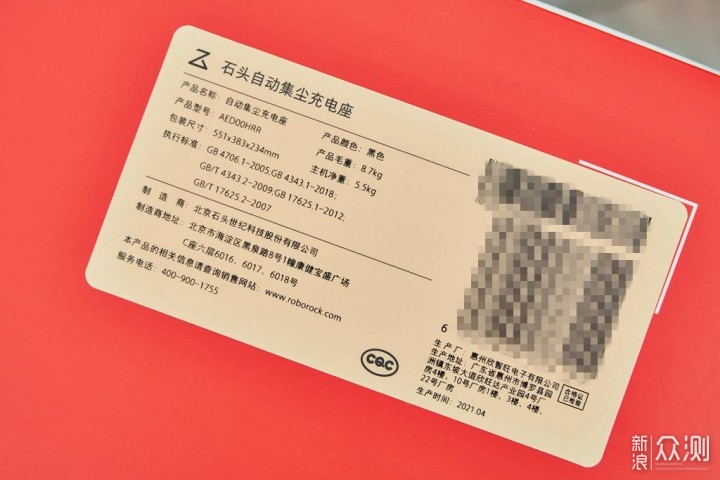 石头自动集尘充电座
产品名称：自动集尘充电座
产品型号：AED00HRR
产品颜色：黑色
包装尺寸：551x383x234mm
产品毛重：8.7kg
执行标准：GB 4706.1-2005;GB 4343.1-2018;
主机净重：5.5kg
GB/T 4343.2-2009;GB 17625.1-2012;
GB/T 17625.2-2007
制 造 商：北京石头世纪科技股份有限公司
制造商地址：北京市海淀区黑泉路8号1幢康健宝盛广场
C座六层6016、6017、6018号
本产品的相关信息请查询销售网站：www.roborock.com
服务电话：400-900-1755
CQC
6
生 产 厂：惠州欣智旺电子有限公司
生产地址：广东省惠州市博罗县园
洲镇东坡大道欣旺达产业园4号厂
房4楼、10号厂房1楼、3楼、4楼、
22号厂房
生产时间：2021 04
合格证
已检验
新浪
众测